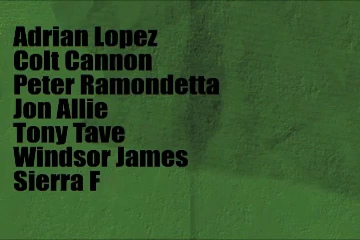 Adrian Lopez
Colt Cannon
Peter Ramondetta
Jon Allie
Tony Tave
Windsor James
Sierra F